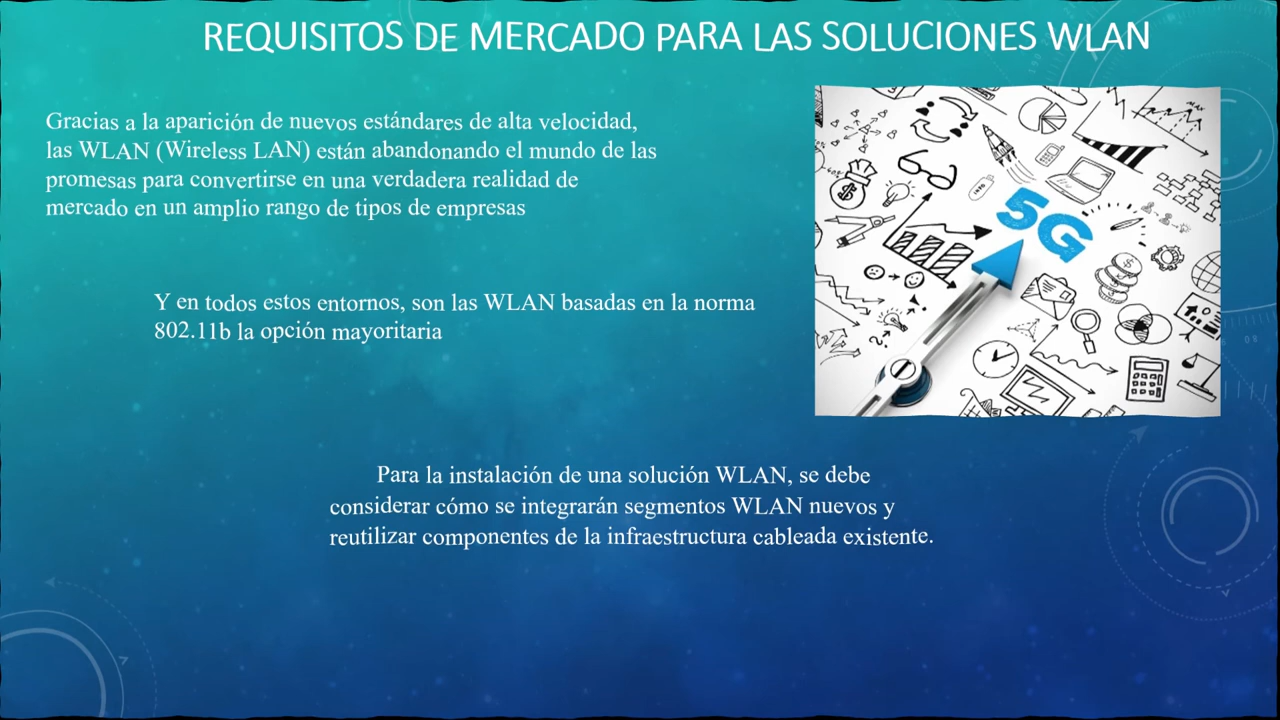 REQUISITOS DE MERCADO PARA LAS SOLUCIONES WLAN
Gracias a la aparición de nuevos estándares de alta velocidad,
las WLAN (Wireless LAN) están abandonando el mundo de las
promesas para convertirse en una verdadera realidad de
mercado en un amplio rango de tipos de empresas
5G
Y en todos estos entornos, son las WLAN basadas en la norma
802.11b la opción mayoritaria
Para la instalación de una solución WLAN, se debe
considerar cómo se integrarán segmentos WLAN nuevos y
reutilizar componentes de la infraestructura cableada existente.